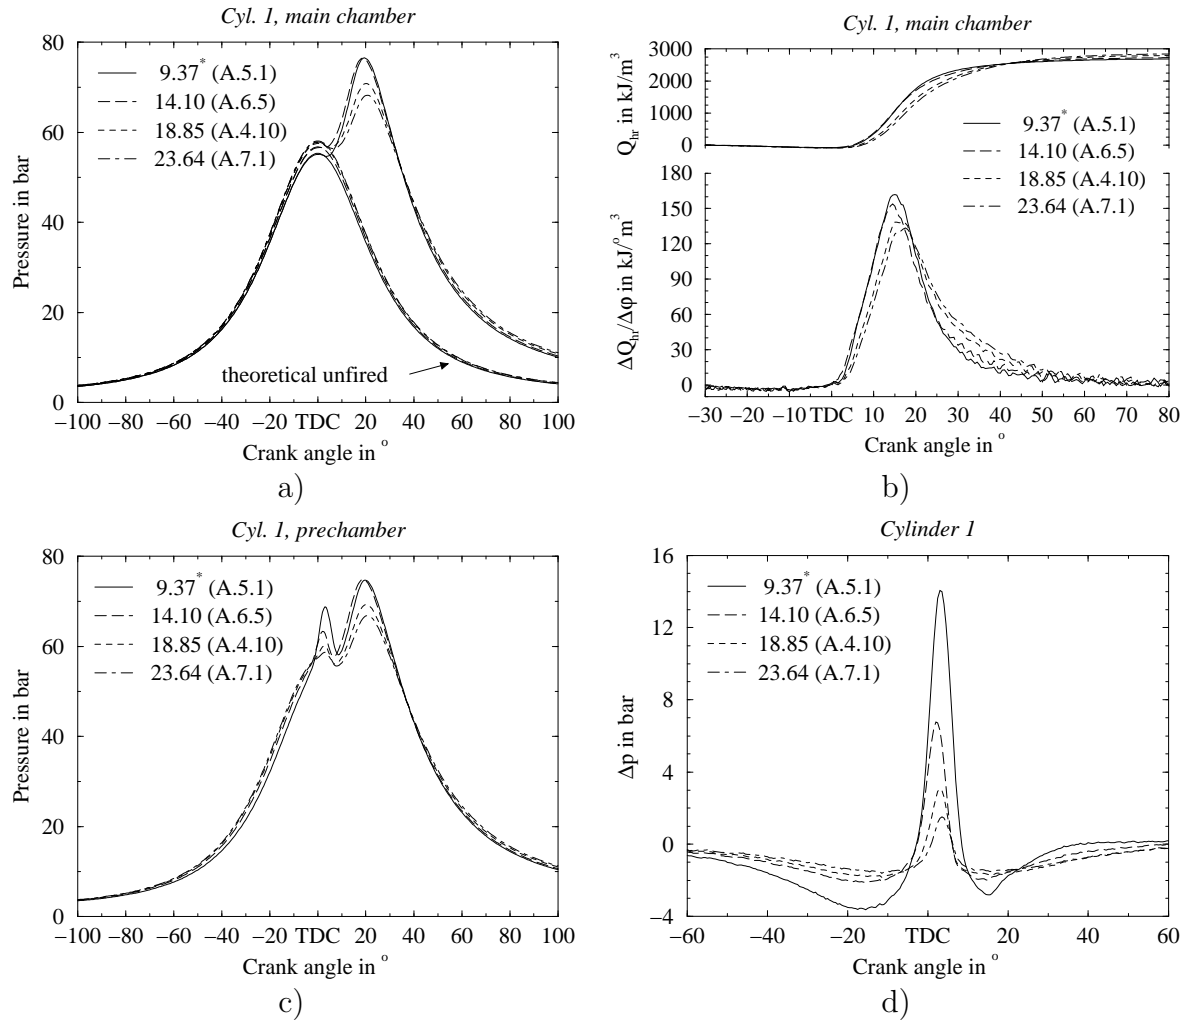 Cyl. 1, main chamber
80
60
40
20
0
Pressure in bar
9.37* (A.5.1)
14.10 (A.6.5)
18.85 (A.4.10)
23.64 (A.7.1)
theoretical unfired
−100 −80 −60 −40 −20 TDC 20 40 60 80 100
Crank angle in °
a)
Cyl. 1, main chamber
3000
2000
1000
0
Q_hr in kJ/m³
180
150
120
90
60
30
0
ΔQ_hr/Δφ in kJ/°m³
9.37* (A.5.1)
14.10 (A.6.5)
18.85 (A.4.10)
23.64 (A.7.1)
−30 −20 −10 TDC 10 20 30 40 50 60 70 80
Crank angle in °
b)
Cyl. 1, prechamber
80
60
40
20
0
Pressure in bar
9.37* (A.5.1)
14.10 (A.6.5)
18.85 (A.4.10)
23.64 (A.7.1)
−100 −80 −60 −40 −20 TDC 20 40 60 80 100
Crank angle in °
c)
Cylinder 1
16
12
8
4
0
−4
Δp in bar
9.37* (A.5.1)
14.10 (A.6.5)
18.85 (A.4.10)
23.64 (A.7.1)
−60 −40 −20 TDC 20 40 60
Crank angle in °
d)